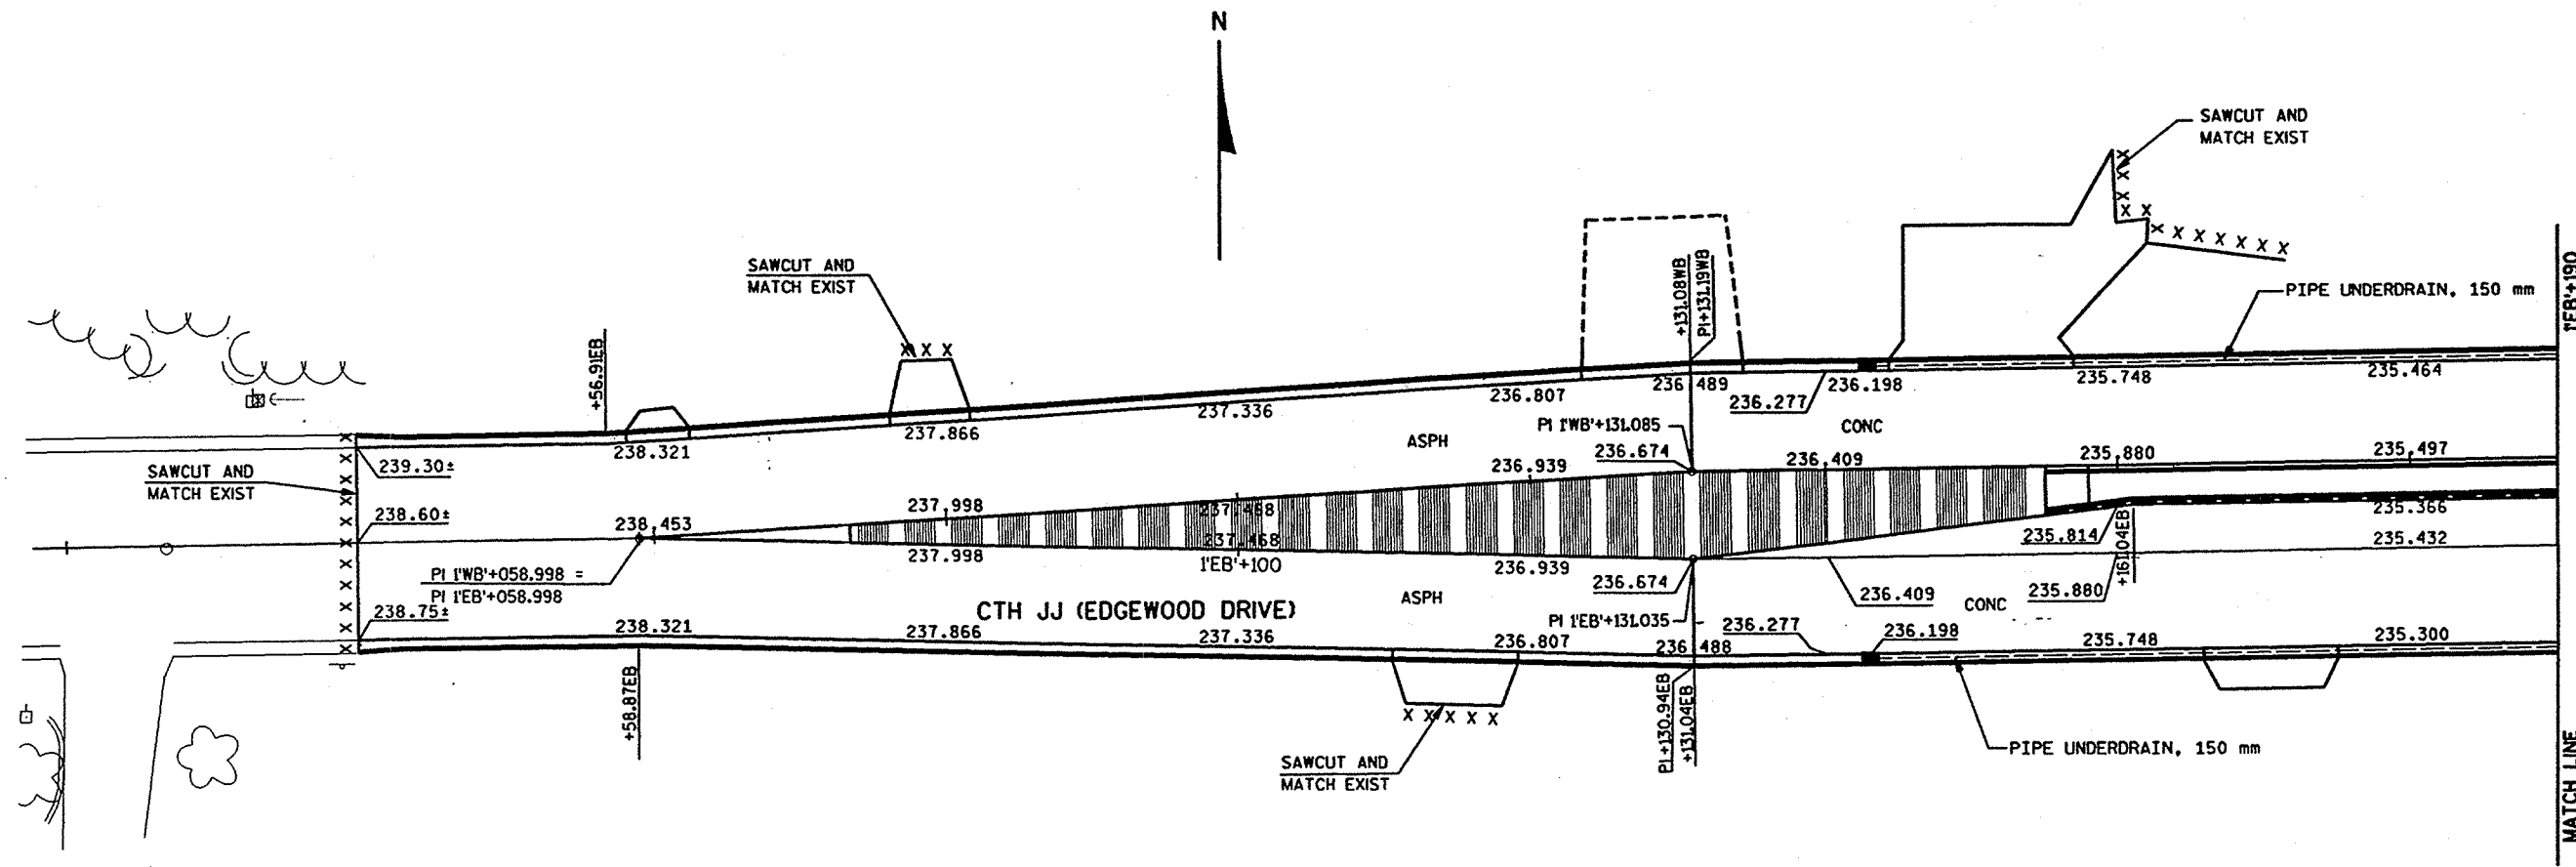 N
SAWCUT AND
MATCH EXIST
SAWCUT AND
MATCH EXIST
1'EB'+190
PIPE UNDERDRAIN, 150 mm
+131.08WB
PI+131.19WB
+56.91EB
236.489
236.198
235.748
235.464
236.807
236.277
237.336
237.866
238.321
ASPH
PI 1'WB'+131.085
CONC
SAWCUT AND
MATCH EXIST
239.30±
236.939
236.674
236.409
235.880
235.497
238.60±
238.453
237.998
237.468
235.366
237.998
237.468
1'EB'+100
236.939
236.674
235.814
+161.04EB
235.432
PI 1'WB'+058.998 =
PI 1'EB'+058.998
ASPH
236.409
CONC
235.880
238.75±
CTH JJ (EDGEWOOD DRIVE)
PI 1'EB'+131.035
238.321
237.866
237.336
236.807
236.488
236.277
236.198
235.748
235.300
+58.87EB
PI+130.94EB
+131.04EB
PIPE UNDERDRAIN, 150 mm
SAWCUT AND
MATCH EXIST
MATCH LINE